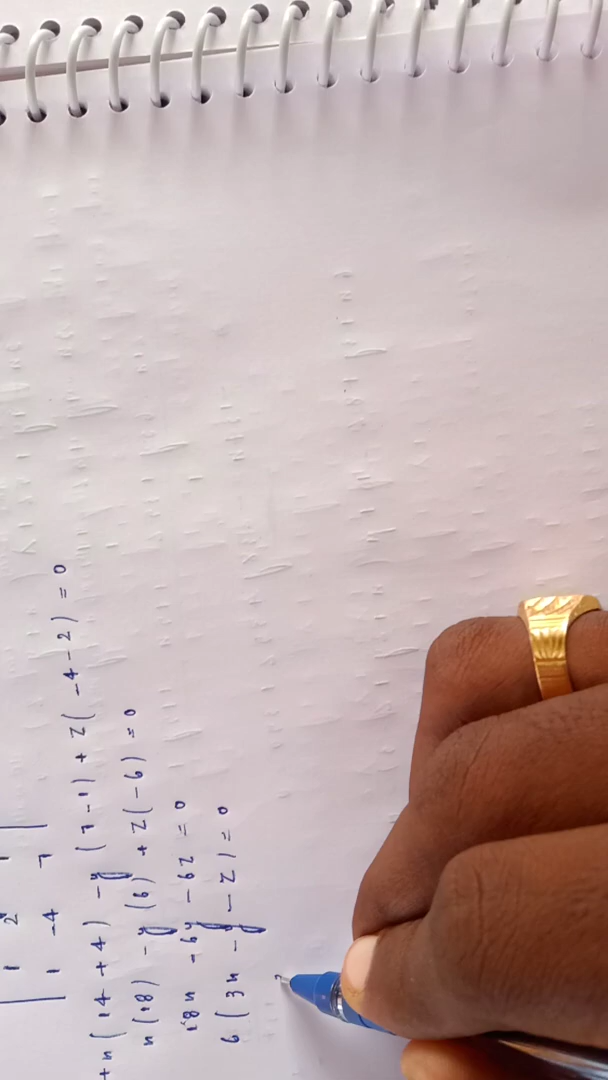 | 1 2 1 |
| 1 -4 7 |
+ x ( 14 + 4 ) - y ( 7 - 1 ) + z ( -4 - 2 ) = 0
x ( 18 ) - y ( 6 ) + z ( - 6 ) = 0
18x - 6y - 6z = 0
6 ( 3x - y - z ) = 0